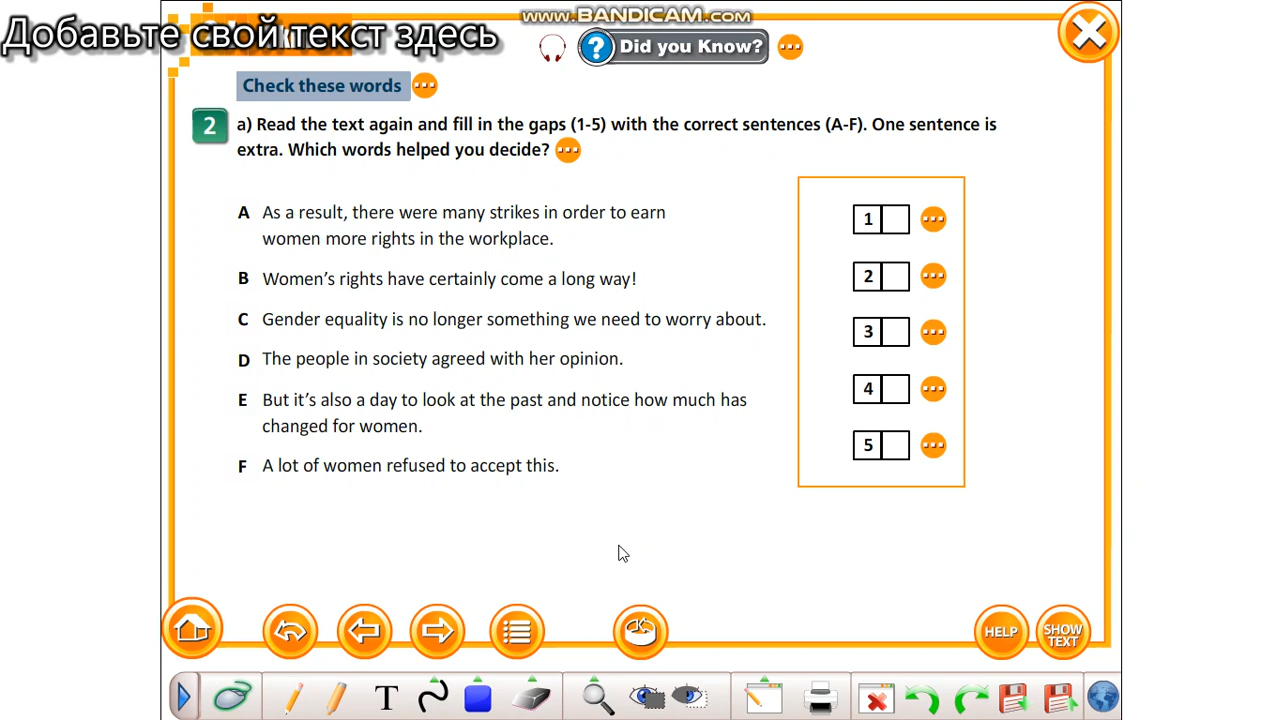 www.BANDICAM.com
Добавьте свой текст здесь
? Did you Know?
Check these words
2 a) Read the text again and fill in the gaps (1-5) with the correct sentences (A-F). One sentence is
extra. Which words helped you decide?
A As a result, there were many strikes in order to earn
women more rights in the workplace.
B Women's rights have certainly come a long way!
C Gender equality is no longer something we need to worry about.
D The people in society agreed with her opinion.
E But it's also a day to look at the past and notice how much has
changed for women.
F A lot of women refused to accept this.
1
2
3
4
5
HELP
SHOW
TEXT
T